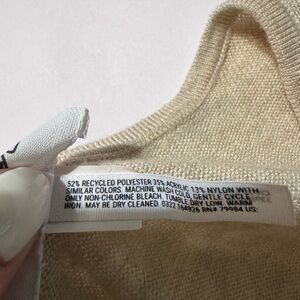 52% RECYCLED POLYESTER 35% ACRYLIC 13% NYLON WITH
SIMILAR COLORS. MACHINE WASH COLD, GENTLE CYCLE
ONLY NON-CHLORINE BLEACH, TUMBLE DRY LOW, WARM
IRON, MAY BE DRY CLEANED. 0322 164926 RN# 79984 US: